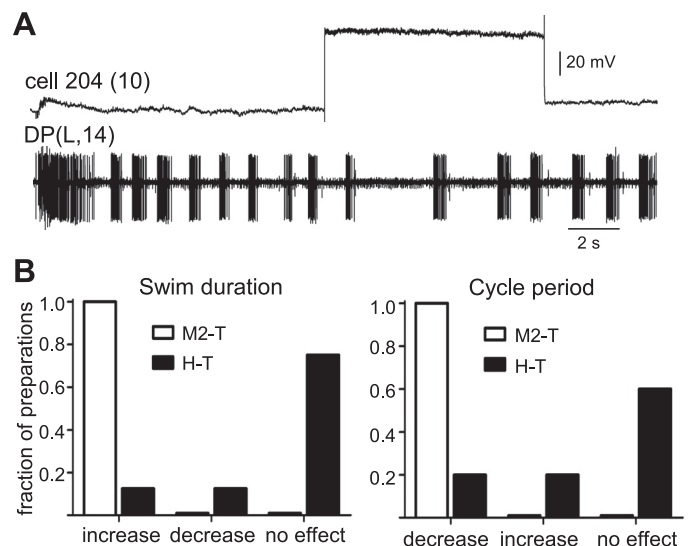 A
20 mV
cell 204 (10)
DP(L,14)
2 s
B
Swim duration
Cycle period
fraction of preparations
1.0
0.8
0.6
0.4
0.2
M2-T
H-T
increase decrease no effect
1.0
0.8
0.6
0.4
0.2
M2-T
H-T
decrease increase no effect